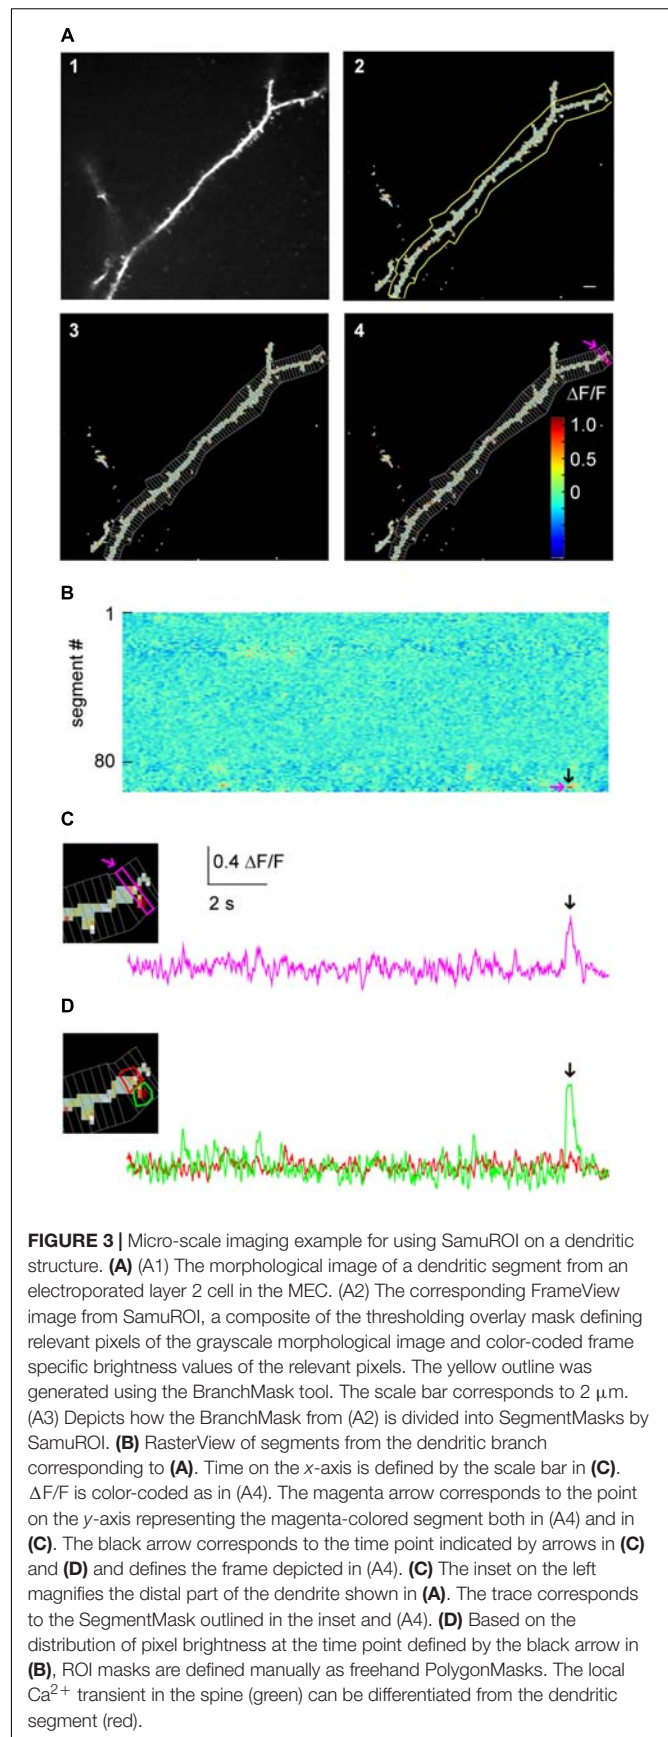 A
1
2
3
4
ΔF/F
1.0
0.5
0
B
1
segment #
80
C
0.4 ΔF/F
2 s
D
FIGURE 3 | Micro-scale imaging example for using SamuROI on a dendritic
structure. (A) (A1) The morphological image of a dendritic segment from an
electroporated layer 2 cell in the MEC. (A2) The corresponding FrameView
image from SamuROI, a composite of the thresholding overlay mask defining
relevant pixels of the grayscale morphological image and color-coded frame
specific brightness values of the relevant pixels. The yellow outline was
generated using the BranchMask tool. The scale bar corresponds to 2 μm.
(A3) Depicts how the BranchMask from (A2) is divided into SegmentMasks by
SamuROI. (B) RasterView of segments from the dendritic branch
corresponding to (A). Time on the x-axis is defined by the scale bar in (C).
ΔF/F is color-coded as in (A4). The magenta arrow corresponds to the point
on the y-axis representing the magenta-colored segment both in (A4) and in
(C). The black arrow corresponds to the time point indicated by arrows in (C)
and (D) and defines the frame depicted in (A4). (C) The inset on the left
magnifies the distal part of the dendrite shown in (A). The trace corresponds
to the SegmentMask outlined in the inset and (A4). (D) Based on the
distribution of pixel brightness at the time point defined by the black arrow in
(B), ROI masks are defined manually as freehand PolygonMasks. The local
Ca²⁺ transient in the spine (green) can be differentiated from the dendritic
segment (red).